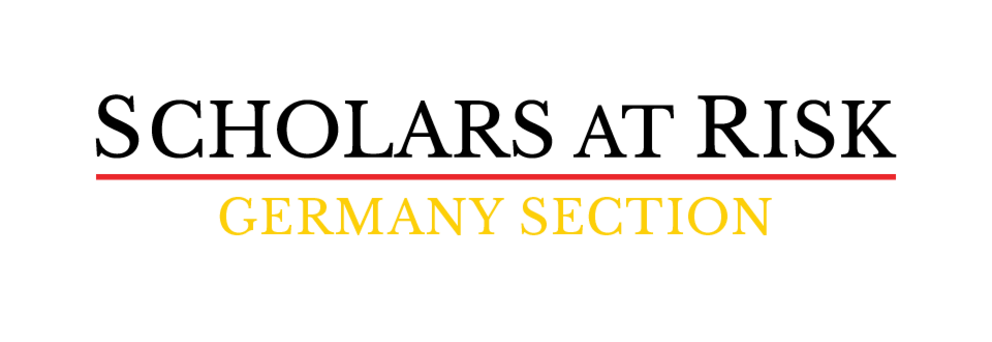 SCHOLARS AT RISK
GERMANY SECTION